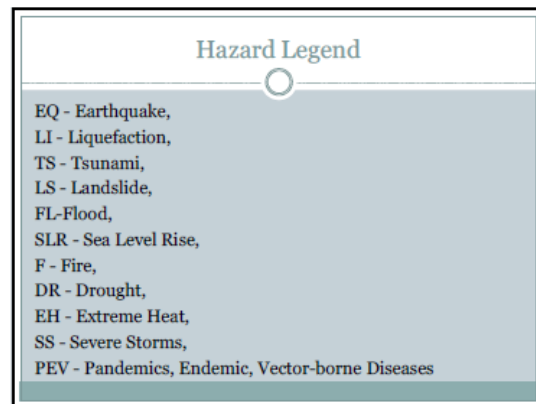 Hazard Legend
EQ - Earthquake,
LI - Liquefaction,
TS - Tsunami,
LS - Landslide,
FL-Flood,
SLR - Sea Level Rise,
F - Fire,
DR - Drought,
EH - Extreme Heat,
SS - Severe Storms,
PEV - Pandemics, Endemic, Vector-borne Diseases